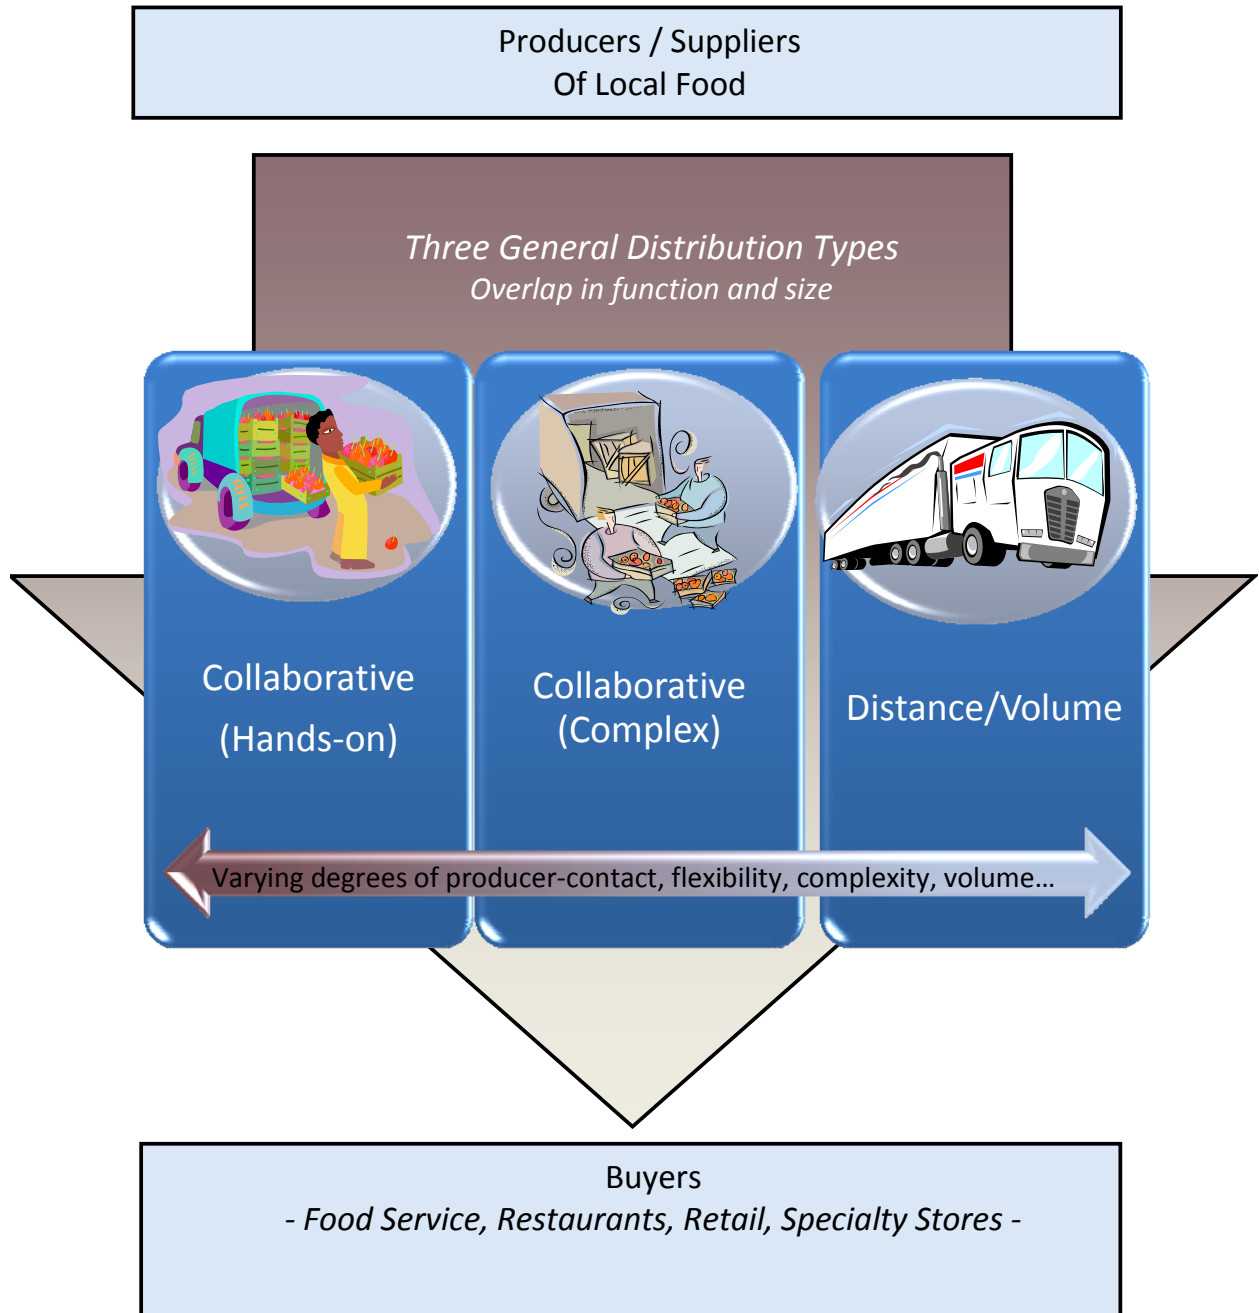 Producers / Suppliers
Of Local Food
Three General Distribution Types
Overlap in function and size
Collaborative
(Hands-on)
Collaborative
(Complex)
Distance/Volume
Varying degrees of producer-contact, flexibility, complexity, volume…
Buyers
- Food Service, Restaurants, Retail, Specialty Stores -